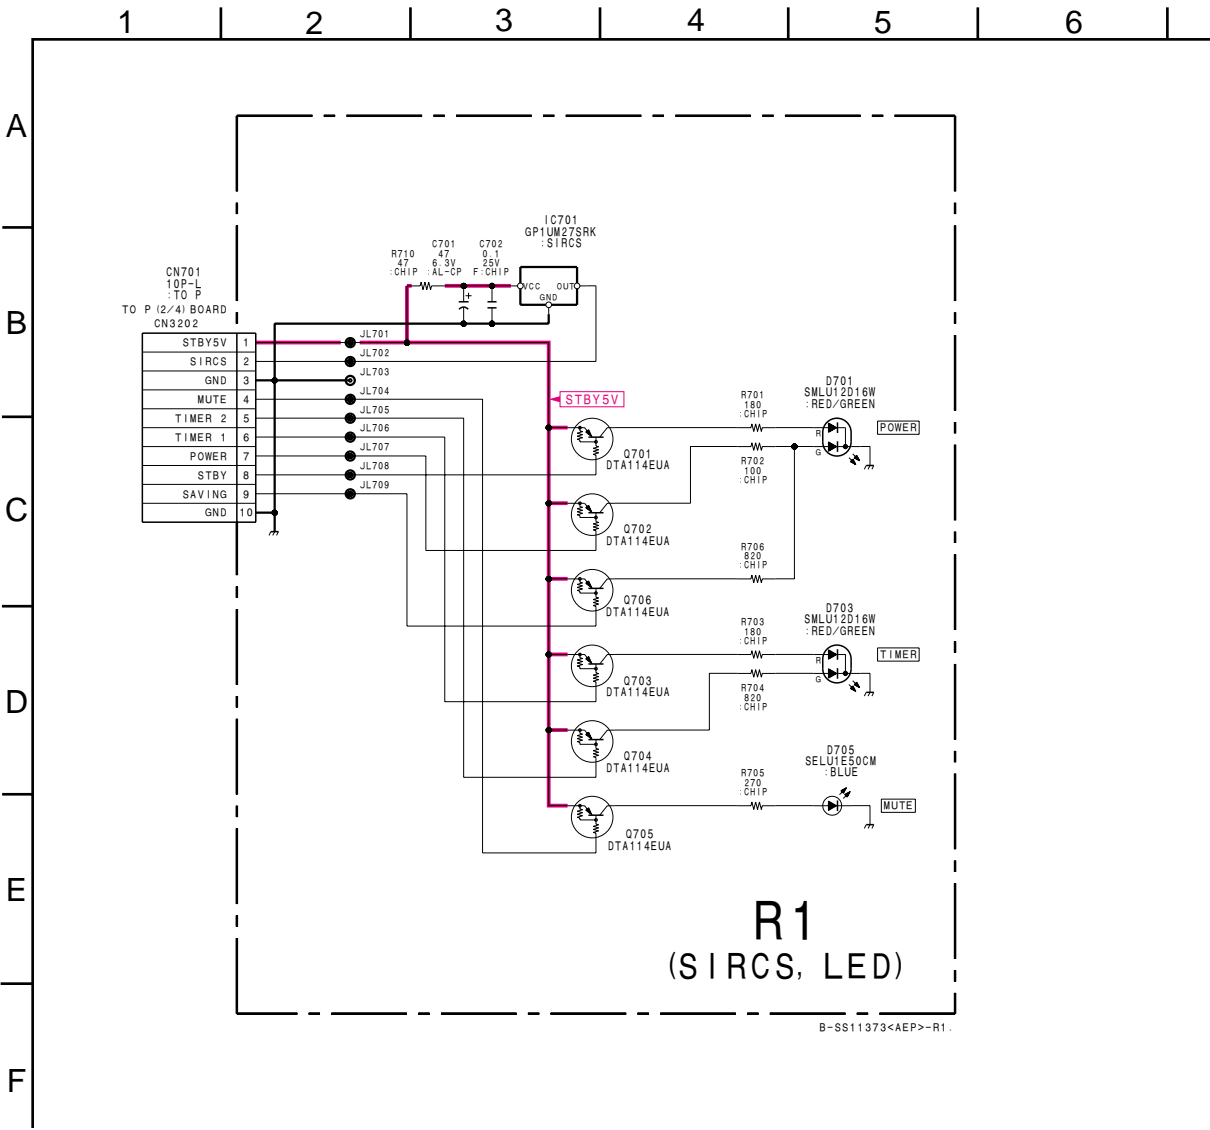 1 2 3 4 5 6
A
B
C
D
E
F
IC701
GP1UM27SRK
:SIRCS
R710
47
:CHIP
C701
47
6.3V
:AL-CP
C702
0.1
25V
F:CHIP
VCC OUT
GND
+
CN701
10P-L
:TO P
TO P (2/4) BOARD
CN3202
STBY5V 1
SIRCS 2
GND 3
MUTE 4
TIMER 2 5
TIMER 1 6
POWER 7
STBY 8
SAVING 9
GND 10
JL701
JL702
JL703
JL704
JL705
JL706
JL707
JL708
JL709
STBY5V
Q701
DTA114EUA
Q702
DTA114EUA
Q706
DTA114EUA
Q703
DTA114EUA
Q704
DTA114EUA
Q705
DTA114EUA
R701
180
:CHIP
R702
100
:CHIP
R706
820
:CHIP
R703
180
:CHIP
R704
820
:CHIP
R705
270
:CHIP
D701
SMLU12D16W
:RED/GREEN
R
G
POWER
D703
SMLU12D16W
:RED/GREEN
R
G
TIMER
D705
SELU1E50CM
:BLUE
MUTE
R1
(SIRCS, LED)
B-SS11373<AEP>-R1.